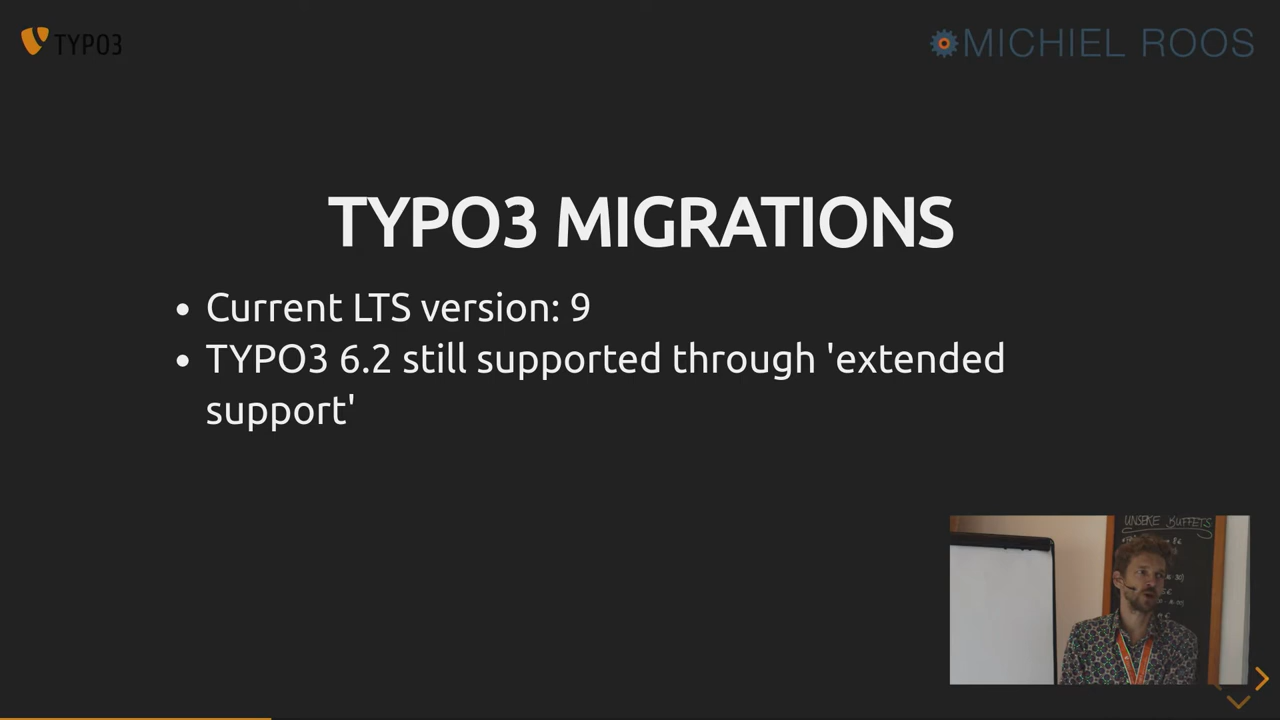 TYPO3
MICHIEL ROOS
TYPO3 MIGRATIONS
• Current LTS version: 9
• TYPO3 6.2 still supported through 'extended
support'
UNSERE BUFFETS